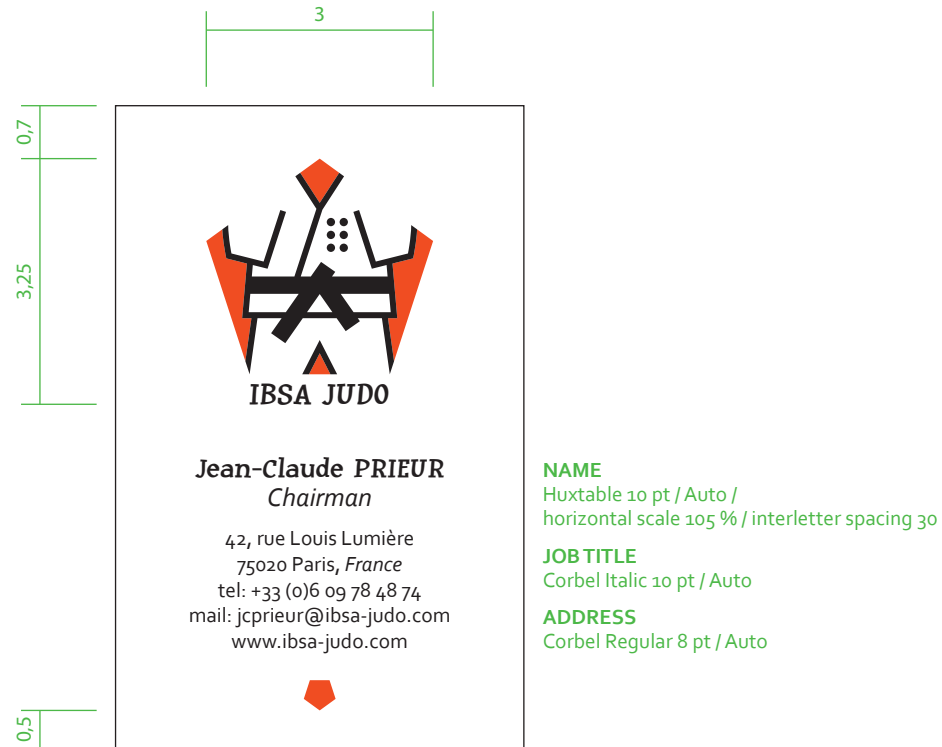 3
0,7
3,25
IBSA JUDO
Jean-Claude PRIEUR
Chairman
42, rue Louis Lumière
75020 Paris, France
tel: +33 (0)6 09 78 48 74
mail: jcprieur@ibsa-judo.com
www.ibsa-judo.com
NAME
Huxtable 10 pt / Auto /
horizontal scale 105 % / interletter spacing 30
JOB TITLE
Corbel Italic 10 pt / Auto
ADDRESS
Corbel Regular 8 pt / Auto
0,5